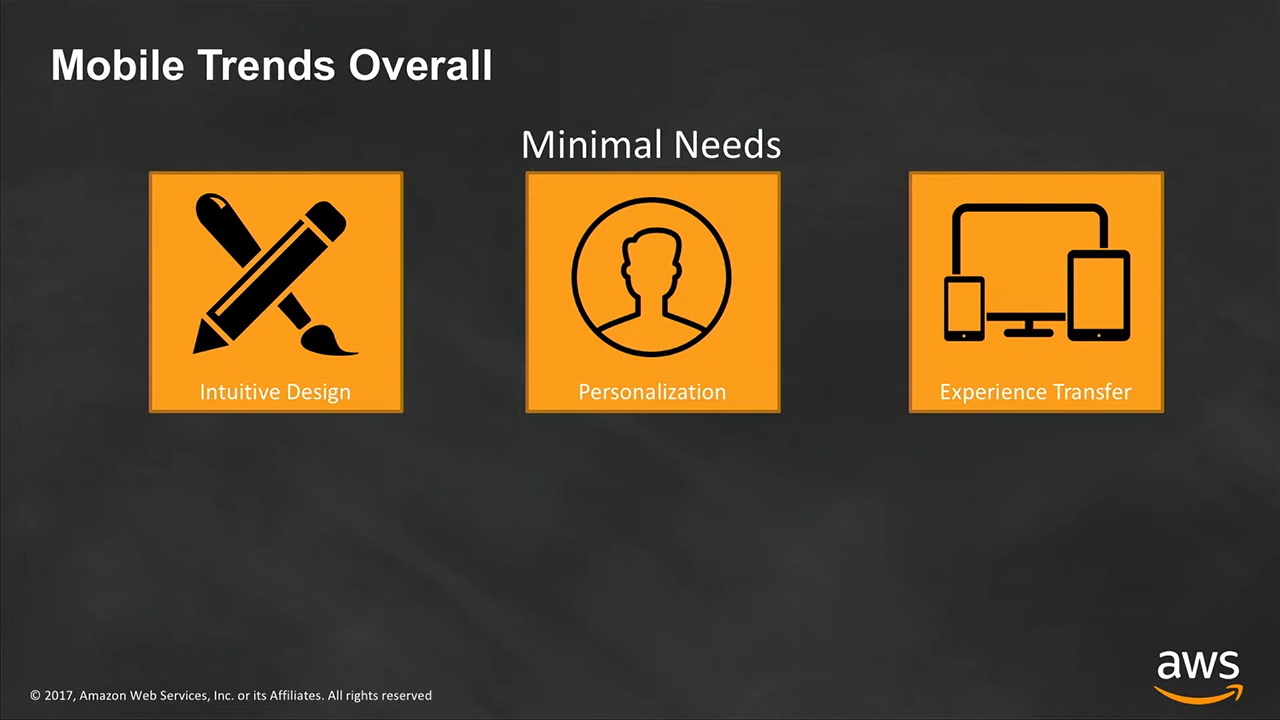 Mobile Trends Overall
Minimal Needs
Intuitive Design
Personalization
Experience Transfer
© 2017, Amazon Web Services, Inc. or its Affiliates. All rights reserved
aws